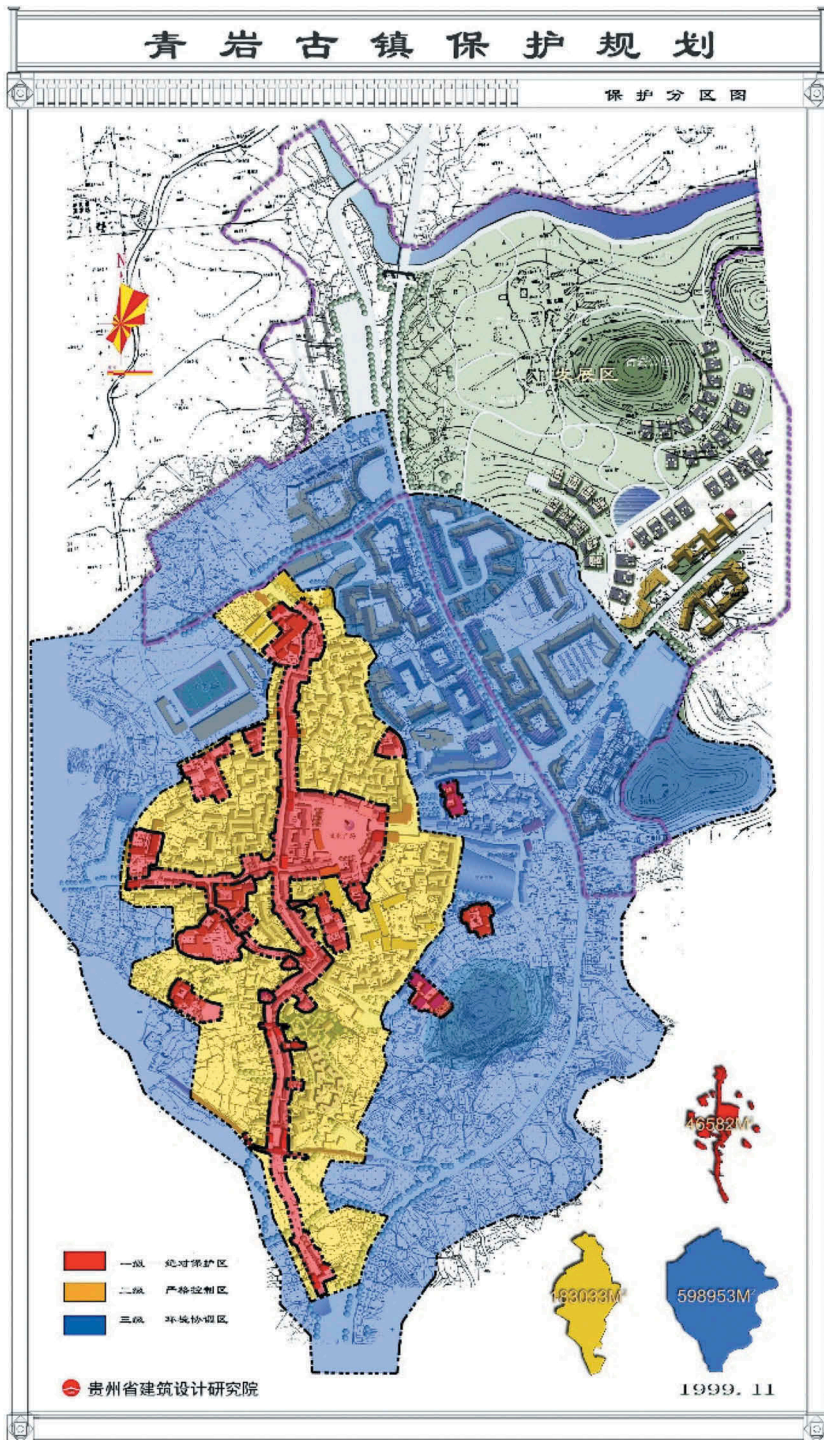 青岩古镇保护规划
保护分区图
N
发展区
46582M²
183033M²
598953M²
一级 绝对保护区
二级 严格控制区
三级 环境协调区
贵州省建筑设计研究院
1999.11